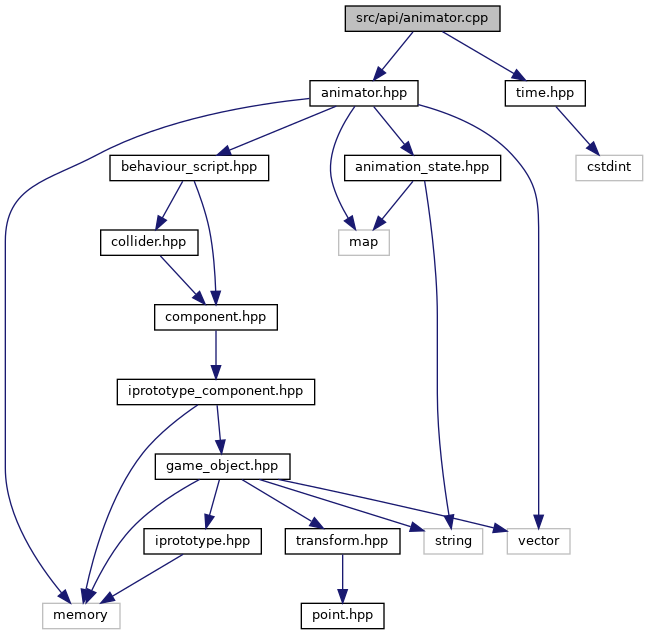 src/api/animator.cpp
animator.hpp
time.hpp
behaviour_script.hpp
animation_state.hpp
cstdint
collider.hpp
map
component.hpp
iprototype_component.hpp
game_object.hpp
iprototype.hpp
transform.hpp
string
vector
memory
point.hpp